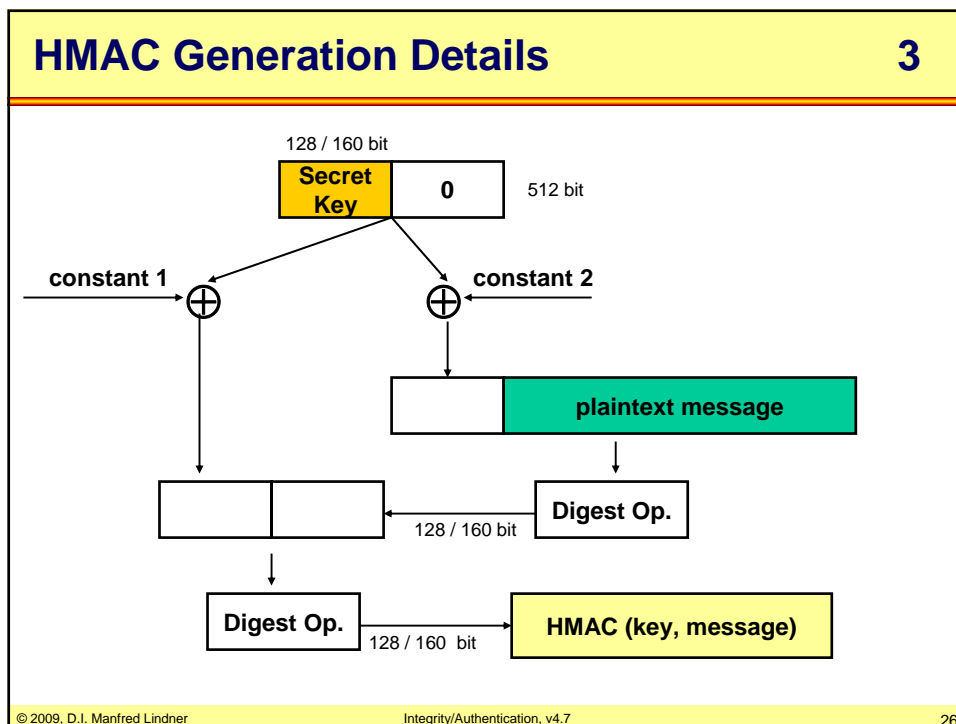 HMAC Generation Details 3
128 / 160 bit
Secret
Key
0
512 bit
constant 1
constant 2
plaintext message
Digest Op.
128 / 160 bit
Digest Op.
128 / 160 bit
HMAC (key, message)
© 2009, D.I. Manfred Lindner
Integrity/Authentication, v4.7
26